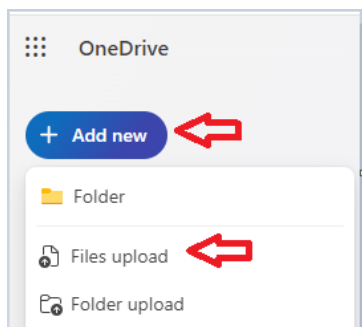 OneDrive
+ Add new
Folder
Files upload
Folder upload